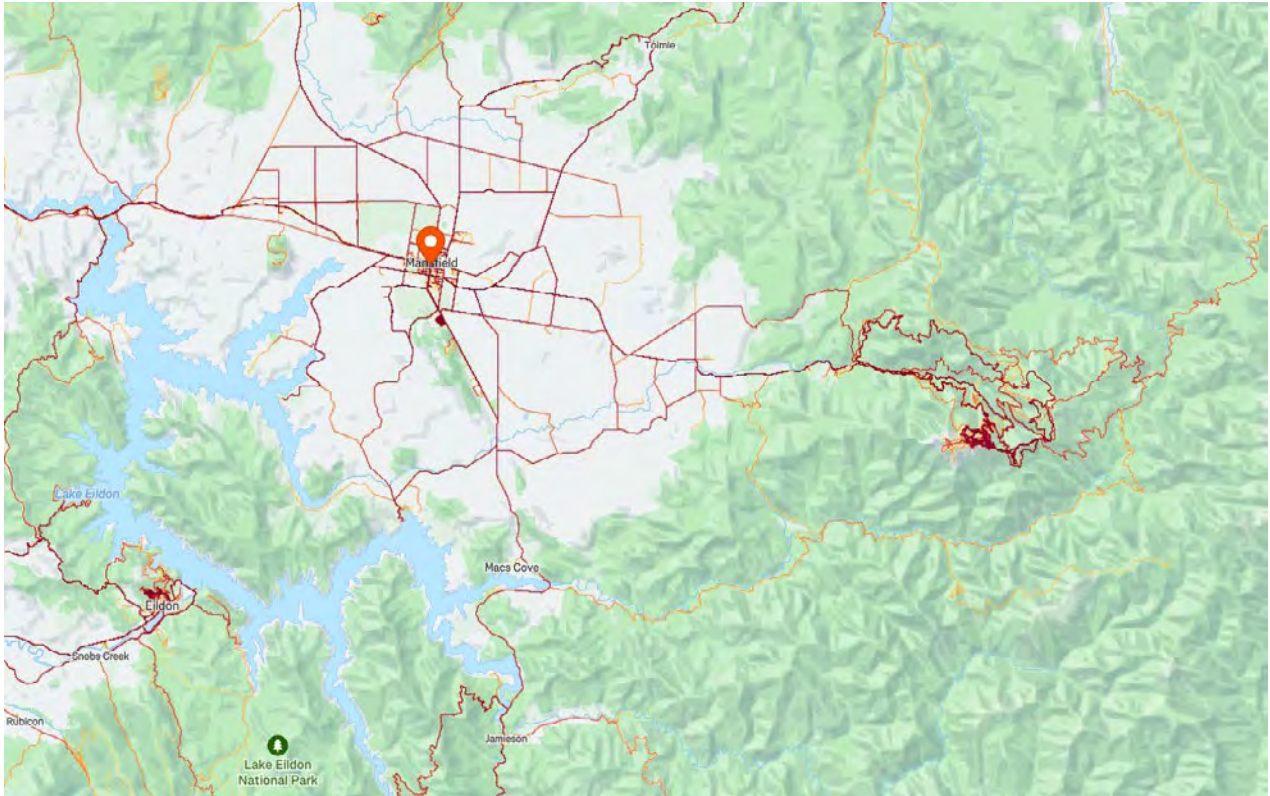 Tolmie
Mansfield
Lake Eildon
Macs Cove
Eildon
Snobs Creek
Rubicon
Jamieson
Lake Eildon
National Park